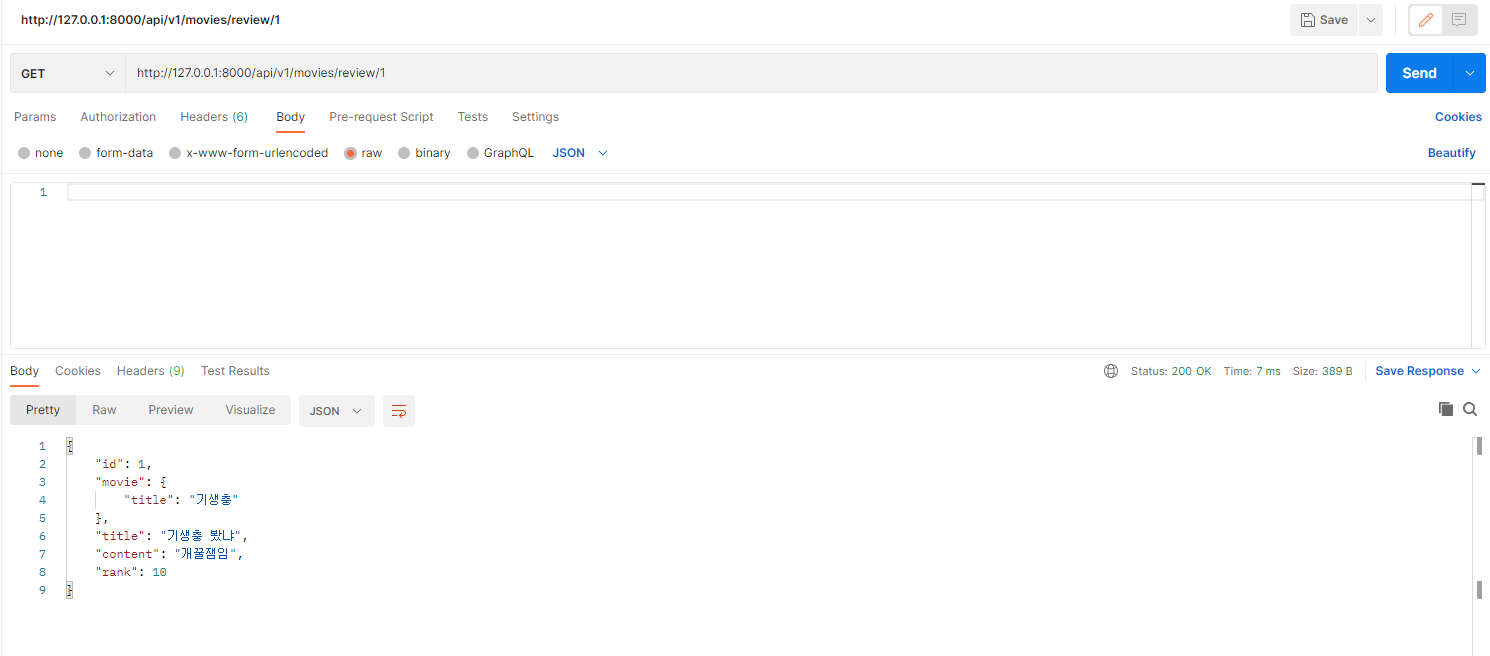 http://127.0.0.1:8000/api/v1/movies/review/1 Save
GET http://127.0.0.1:8000/api/v1/movies/review/1 Send
Params Authorization Headers (6) Body Pre-request Script Tests Settings Cookies
none form-data x-www-form-urlencoded raw binary GraphQL JSON Beautify
1
Body Cookies Headers (9) Test Results Status: 200 OK Time: 7 ms Size: 389 B Save Response
Pretty Raw Preview Visualize JSON
1 {
2 "id": 1,
3 "movie": {
4 "title": "기생충"
5 },
6 "title": "기생충 봤냐",
7 "content": "개꿀잼임",
8 "rank": 10
9 }